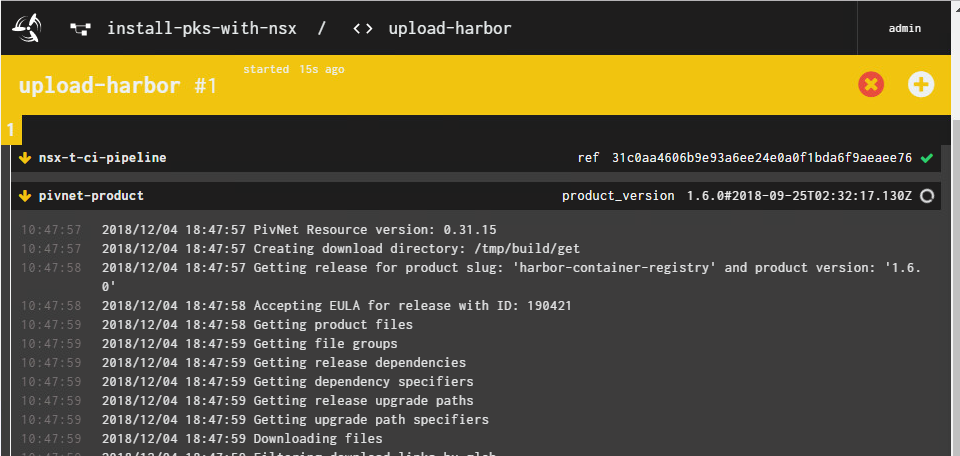 install-pks-with-nsx / <> upload-harbor admin
upload-harbor #1 started 15s ago
1
nsx-t-ci-pipeline ref 31c0aa4606b9e93a6ee24e0a0f1bda6f9aeaee76
pivnet-product product_version 1.6.0#2018-09-25T02:32:17.130Z
10:47:57 2018/12/04 18:47:57 PivNet Resource version: 0.31.15
10:47:57 2018/12/04 18:47:57 Creating download directory: /tmp/build/get
10:47:58 2018/12/04 18:47:57 Getting release for product slug: 'harbor-container-registry' and product version: '1.6.
0'
10:47:58 2018/12/04 18:47:58 Accepting EULA for release with ID: 190421
10:47:59 2018/12/04 18:47:58 Getting product files
10:47:59 2018/12/04 18:47:59 Getting file groups
10:47:59 2018/12/04 18:47:59 Getting release dependencies
10:47:59 2018/12/04 18:47:59 Getting dependency specifiers
10:47:59 2018/12/04 18:47:59 Getting release upgrade paths
10:47:59 2018/12/04 18:47:59 Getting upgrade path specifiers
10:47:59 2018/12/04 18:47:59 Downloading files